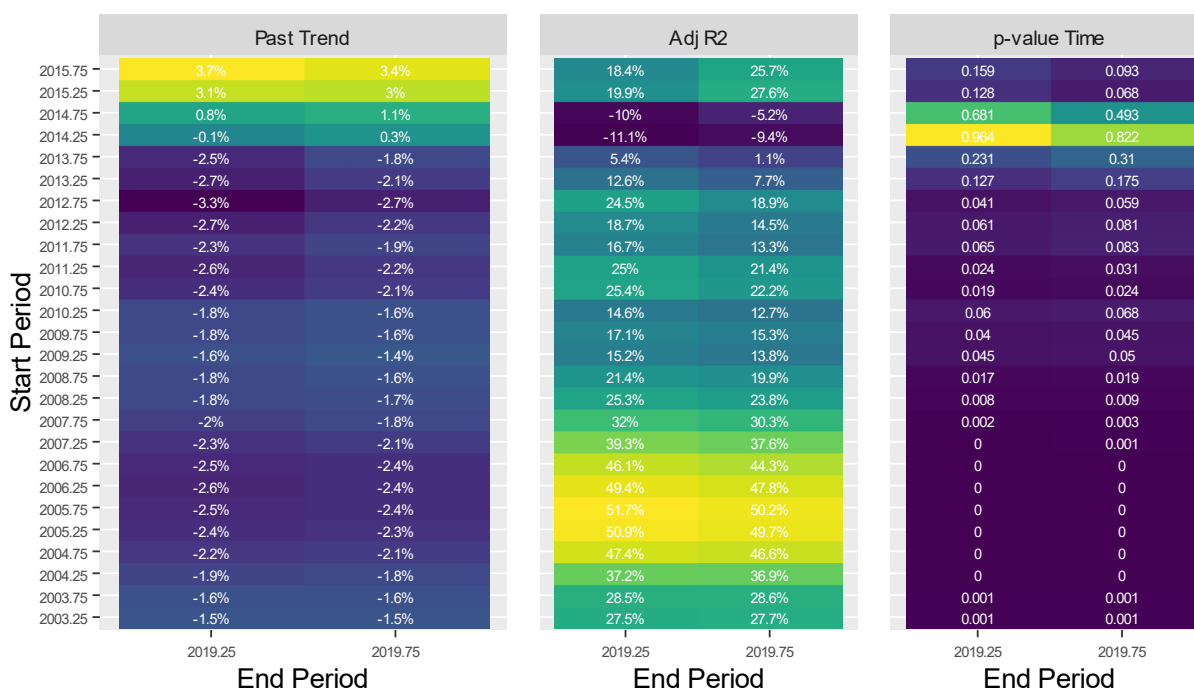 Past Trend Adj R2 p-value Time
2015.75 3.7% 3.4% 18.4% 25.7% 0.159 0.093
2015.25 3.1% 3% 19.9% 27.6% 0.128 0.068
2014.75 0.8% 1.1% -10% -5.2% 0.681 0.493
2014.25 -0.1% 0.3% -11.1% -9.4% 0.964 0.822
2013.75 -2.5% -1.8% 5.4% 1.1% 0.231 0.31
2013.25 -2.7% -2.1% 12.6% 7.7% 0.127 0.175
2012.75 -3.3% -2.7% 24.5% 18.9% 0.041 0.059
2012.25 -2.7% -2.2% 18.7% 14.5% 0.061 0.081
2011.75 -2.3% -1.9% 16.7% 13.3% 0.065 0.083
2011.25 -2.6% -2.2% 25% 21.4% 0.024 0.031
2010.75 -2.4% -2.1% 25.4% 22.2% 0.019 0.024
2010.25 -1.8% -1.6% 14.6% 12.7% 0.06 0.068
2009.75 -1.8% -1.6% 17.1% 15.3% 0.04 0.045
2009.25 -1.6% -1.4% 15.2% 13.8% 0.045 0.05
2008.75 -1.8% -1.6% 21.4% 19.9% 0.017 0.019
2008.25 -1.8% -1.7% 25.3% 23.8% 0.008 0.009
2007.75 -2% -1.8% 32% 30.3% 0.002 0.003
2007.25 -2.3% -2.1% 39.3% 37.6% 0 0.001
2006.75 -2.5% -2.4% 46.1% 44.3% 0 0
2006.25 -2.6% -2.4% 49.4% 47.8% 0 0
2005.75 -2.5% -2.4% 51.7% 50.2% 0 0
2005.25 -2.4% -2.3% 50.9% 49.7% 0 0
2004.75 -2.2% -2.1% 47.4% 46.6% 0 0
2004.25 -1.9% -1.8% 37.2% 36.9% 0 0
2003.75 -1.6% -1.6% 28.5% 28.6% 0.001 0.001
2003.25 -1.5% -1.5% 27.5% 27.7% 0.001 0.001
Start Period
2019.25 2019.75 2019.25 2019.75 2019.25 2019.75
End Period End Period End Period